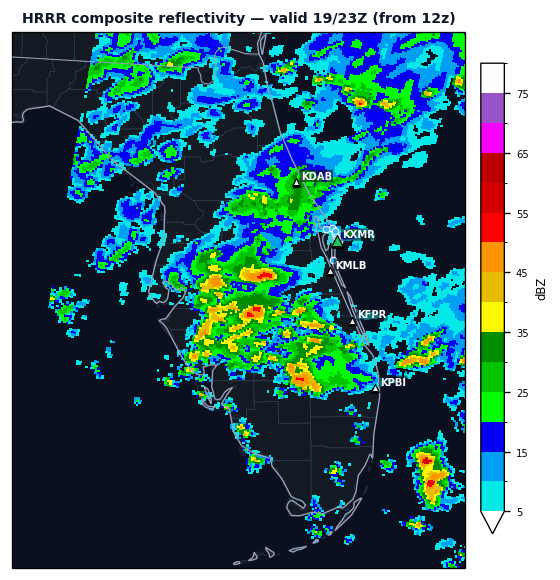 HRRR composite reflectivity — valid 19/23Z (from 12z)
KDAB
KXMR
KMLB
KFPR
KPBI
75
65
55
45
35
25
15
5
dBZ